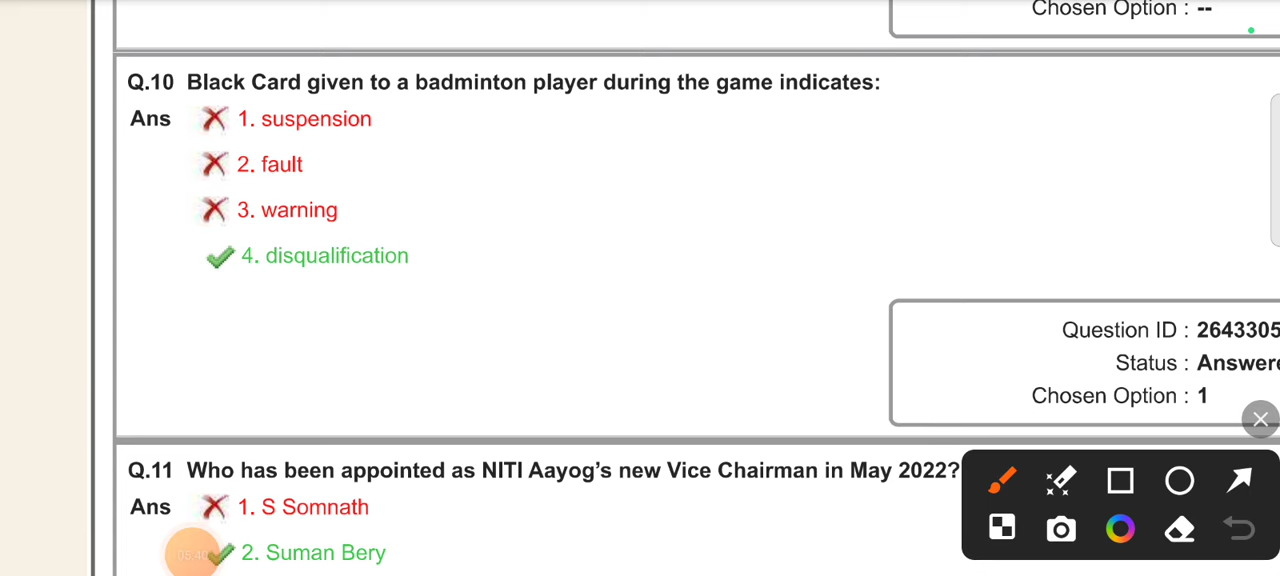 Chosen Option : --
Q.10 Black Card given to a badminton player during the game indicates:
Ans 1. suspension
2. fault
3. warning
4. disqualification
Question ID : 2643305
Status : Answere
Chosen Option : 1
Q.11 Who has been appointed as NITI Aayog’s new Vice Chairman in May 2022?
Ans 1. S Somnath
05:40 2. Suman Bery